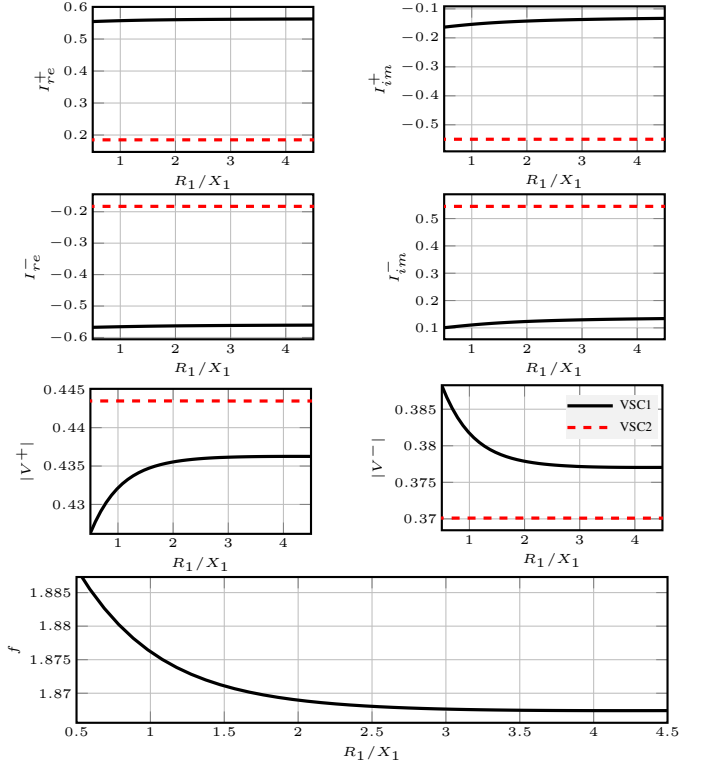 0.6
0.5
0.4
0.3
0.2
I_{re}^{+}
1 2 3 4
R_1/X_1
−0.1
−0.2
−0.3
−0.4
−0.5
I_{im}^{+}
1 2 3 4
R_1/X_1
−0.2
−0.3
−0.4
−0.5
−0.6
I_{re}^{−}
1 2 3 4
R_1/X_1
0.5
0.4
0.3
0.2
0.1
I_{im}^{−}
1 2 3 4
R_1/X_1
0.445
0.44
0.435
0.43
|V^+|
1 2 3 4
R_1/X_1
0.385
0.38
0.375
0.37
|V^−|
VSC1
VSC2
1 2 3 4
R_1/X_1
1.885
1.88
1.875
1.87
f
0.5 1 1.5 2 2.5 3 3.5 4 4.5
R_1/X_1